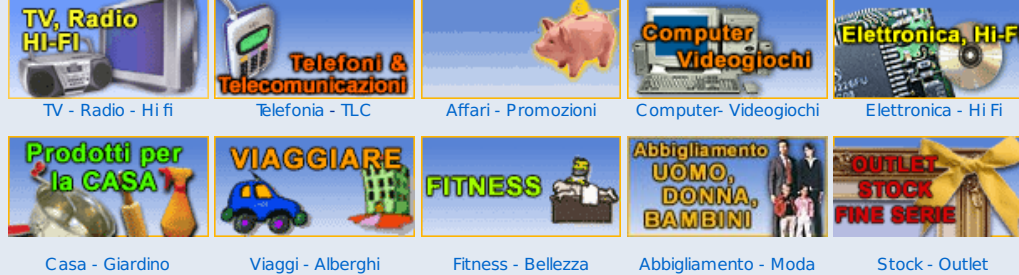 TV, Radio
HI-FI
Telefoni &
Telecomunicazioni
Computer
Videogiochi
Elettronica, Hi-F
TV - Radio - Hi fi
Telefonia - TLC
Affari - Promozioni
Computer- Videogiochi
Elettronica - Hi Fi
Prodotti per
la CASA
VIAGGIARE
FITNESS
Abbigliamento
UOMO,
DONNA,
BAMBINI
OUTLET
STOCK
FINE SERIE
Casa - Giardino
Viaggi - Alberghi
Fitness - Bellezza
Abbigliamento - Moda
Stock - Outlet